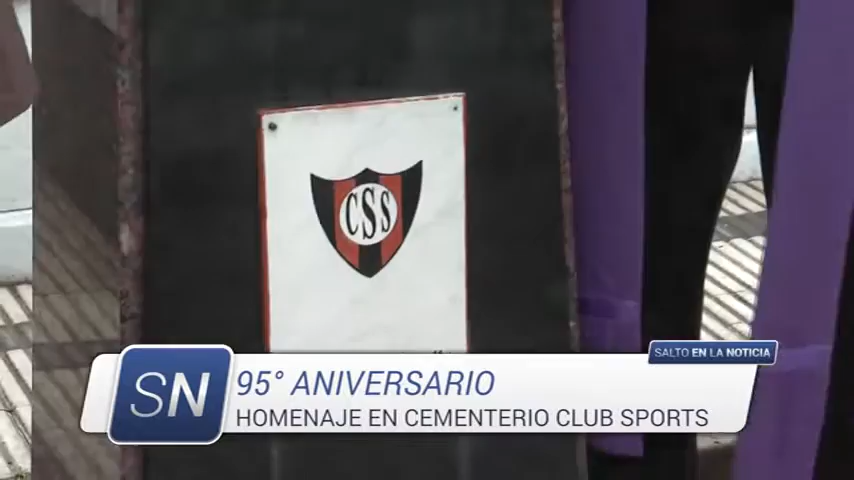 CSS
SALTO EN LA NOTICIA
SN
95° ANIVERSARIO
HOMENAJE EN CEMENTERIO CLUB SPORTS